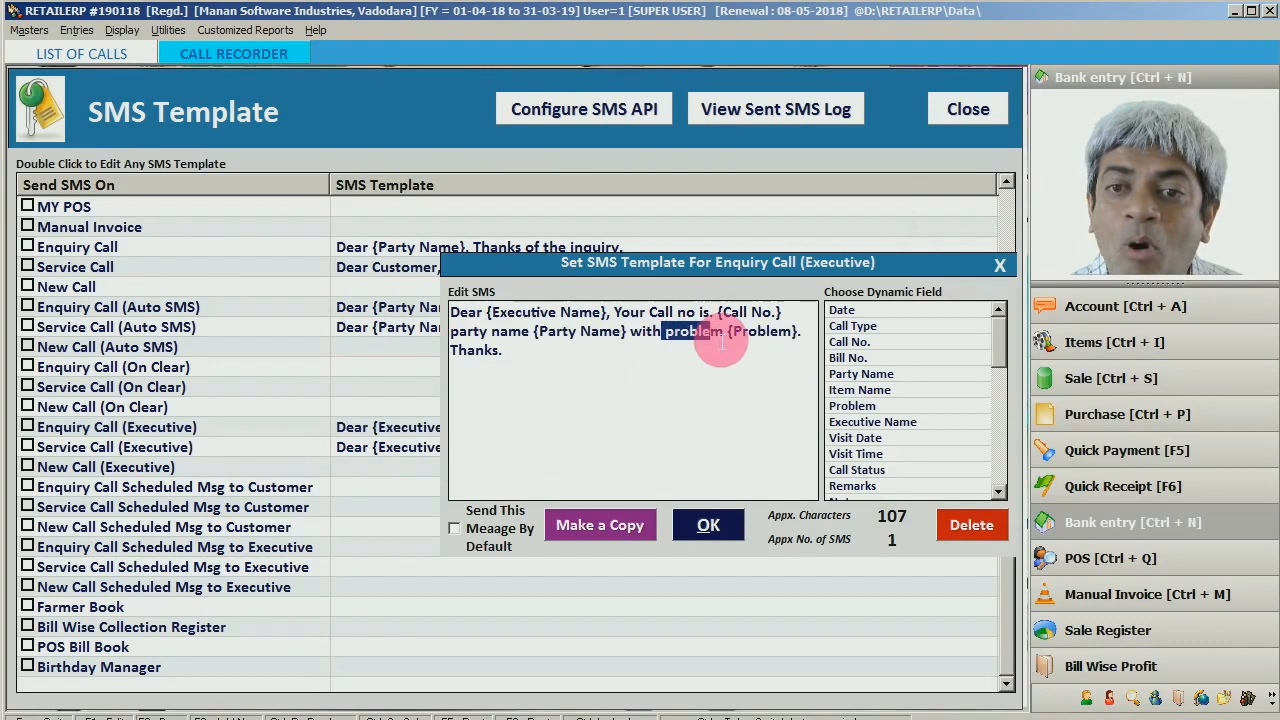 RETAILERP #190118 [Regd.] [Manan Software Industries, Vadodara] [FY = 01-04-18 to 31-03-19] User=1 [SUPER USER] [Renewal : 08-05-2018] @D:\RETAILERP\Data\
Masters Entries Display Utilities Customized Reports Help
LIST OF CALLS CALL RECORDER
SMS Template
Configure SMS API View Sent SMS Log Close
Double Click to Edit Any SMS Template
Send SMS On SMS Template
MY POS
Manual Invoice
Enquiry Call Dear {Party Name}. Thanks of the inquiry.
Service Call Dear Customer,
New Call
Enquiry Call (Auto SMS) Dear {Party Na
Service Call (Auto SMS) Dear {Party Na
New Call (Auto SMS)
Enquiry Call (On Clear)
Service Call (On Clear)
New Call (On Clear)
Enquiry Call (Executive) Dear {Executive
Service Call (Executive) Dear {Executive
New Call (Executive)
Enquiry Call Scheduled Msg to Customer
Service Call Scheduled Msg to Customer
New Call Scheduled Msg to Customer
Enquiry Call Scheduled Msg to Executive
Service Call Scheduled Msg to Executive
New Call Scheduled Msg to Executive
Farmer Book
Bill Wise Collection Register
POS Bill Book
Birthday Manager
Set SMS Template For Enquiry Call (Executive) X
Edit SMS
Dear {Executive Name}, Your Call no is. {Call No.}
party name {Party Name} with problem {Problem}.
Thanks.
Choose Dynamic Field
Date
Call Type
Call No.
Bill No.
Party Name
Item Name
Problem
Executive Name
Visit Date
Visit Time
Call Status
Remarks
Send This
Meaage By
Default
Make a Copy
OK
Appx. Characters 107
Appx No. of SMS 1
Delete
Bank entry [Ctrl + N]
Account [Ctrl + A]
Items [Ctrl + I]
Sale [Ctrl + S]
Purchase [Ctrl + P]
Quick Payment [F5]
Quick Receipt [F6]
Bank entry [Ctrl + N]
POS [Ctrl + Q]
Manual Invoice [Ctrl + M]
Sale Register
Bill Wise Profit